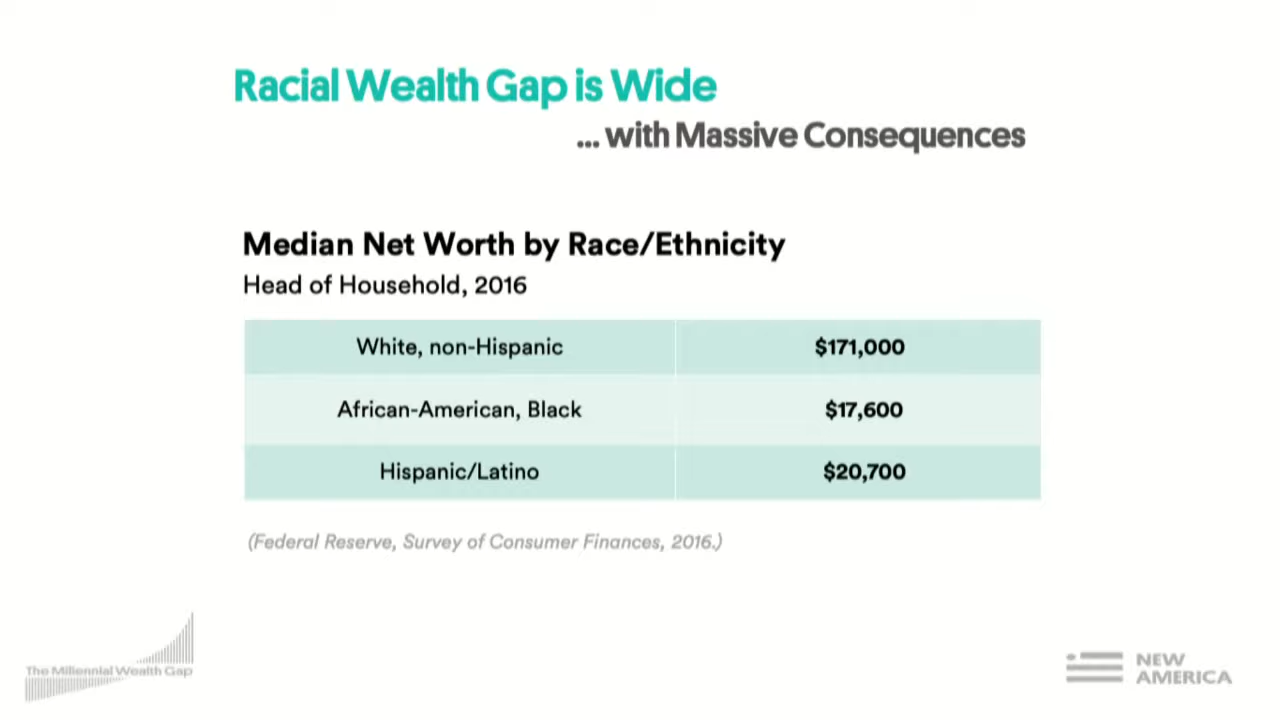 Racial Wealth Gap is Wide
... with Massive Consequences
Median Net Worth by Race/Ethnicity
Head of Household, 2016
White, non-Hispanic $171,000
African-American, Black $17,600
Hispanic/Latino $20,700
(Federal Reserve, Survey of Consumer Finances, 2016.)
The Millennial Wealth Gap
NEW
AMERICA